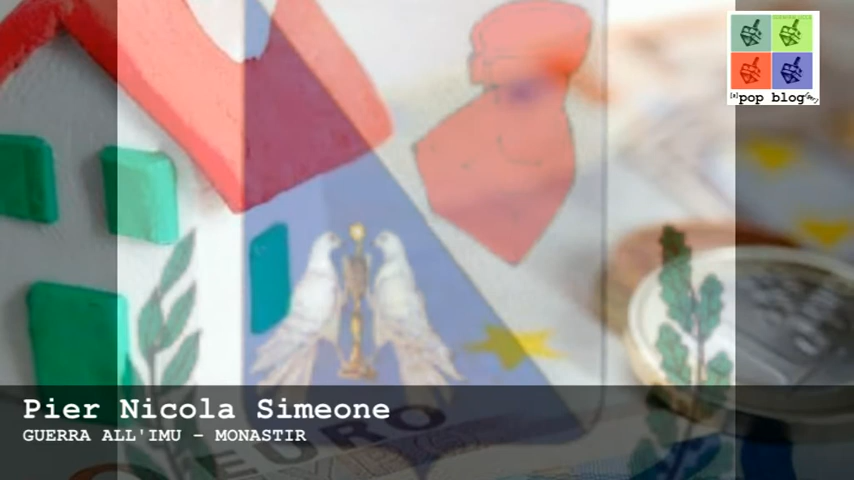 pop blog
Pier Nicola Simeone
GUERRA ALL'IMU - MONASTIR
EURO